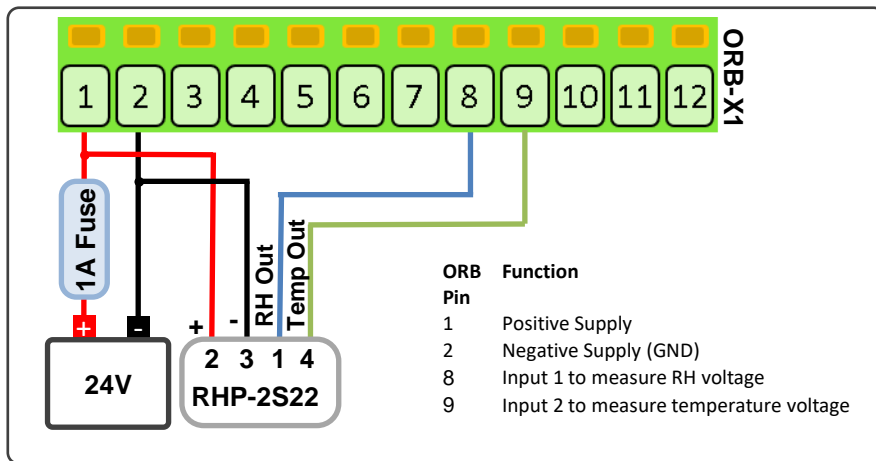 1 2 3 4 5 6 7 8 9 10 11 12
ORB-X1
1A Fuse
RH Out
Temp Out
+ -
+ -
2 3 1 4
24V
RHP-2S22
ORB Function
Pin
1 Positive Supply
2 Negative Supply (GND)
8 Input 1 to measure RH voltage
9 Input 2 to measure temperature voltage